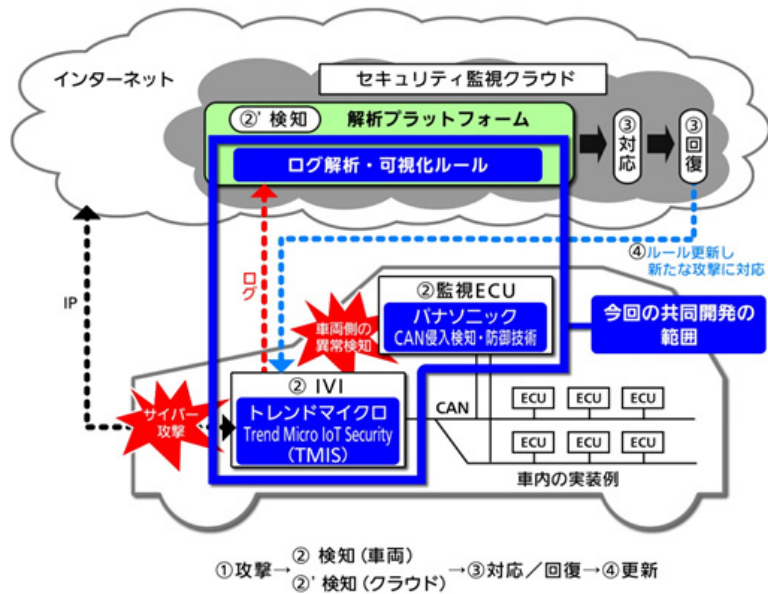 インターネット
セキュリティ監視クラウド
②' 検知
解析プラットフォーム
ログ解析・可視化ルール
③対応
③回復
④ルール更新し
新たな攻撃に対応
IP
ログ
車両側の
異常検知
②監視ECU
パナソニック
CAN侵入検知・防御技術
今回の共同開発の
範囲
サイバー
攻撃
② IVI
トレンドマイクロ
Trend Micro IoT Security
(TMIS)
CAN
ECU ECU ECU
ECU ECU ECU
車内の実装例
①攻撃→② 検知(車両)
②' 検知(クラウド)→③対応／回復→④更新